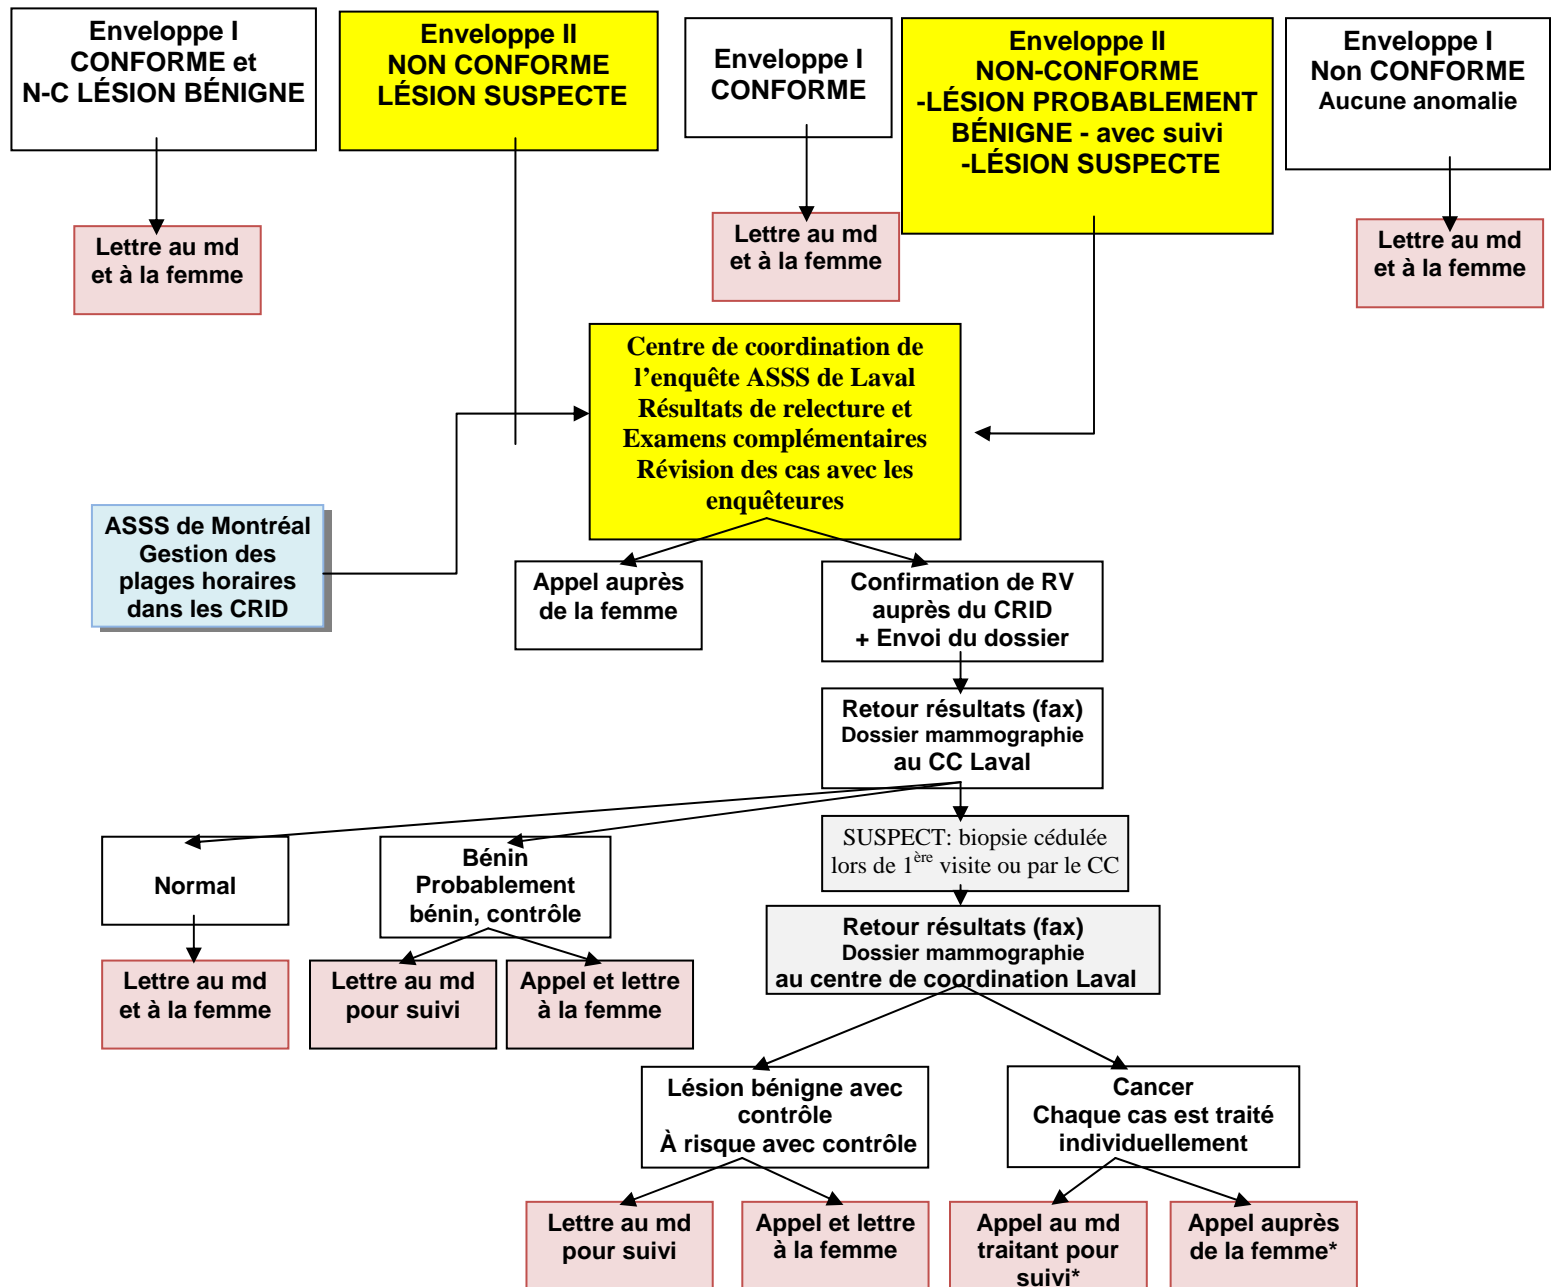 Enveloppe I
CONFORME et
N-C LÉSION BÉNIGNE
Enveloppe II
NON CONFORME
LÉSION SUSPECTE
Enveloppe I
CONFORME
Enveloppe II
NON-CONFORME
-LÉSION PROBABLEMENT
BÉNIGNE - avec suivi
-LÉSION SUSPECTE
Enveloppe I
Non CONFORME
Aucune anomalie
Lettre au md
et à la femme
Lettre au md
et à la femme
Lettre au md
et à la femme
Centre de coordination de
l'enquête ASSS de Laval
Résultats de relecture et
Examens complémentaires
Révision des cas avec les
enquêteures
ASSS de Montréal
Gestion des
plages horaires
dans les CRID
Appel auprès
de la femme
Confirmation de RV
auprès du CRID
+ Envoi du dossier
Retour résultats (fax)
Dossier mammographie
au CC Laval
Normal
Bénin
Probablement
bénin, contrôle
SUSPECT: biopsie cédulée
lors de 1ère visite ou par le CC
Lettre au md
et à la femme
Lettre au md
pour suivi
Appel et lettre
à la femme
Retour résultats (fax)
Dossier mammographie
au centre de coordination Laval
Lésion bénigne avec
contrôle
À risque avec contrôle
Cancer
Chaque cas est traité
individuellement
Lettre au md
pour suivi
Appel et lettre
à la femme
Appel au md
traitant pour
suivi*
Appel auprès
de la femme*